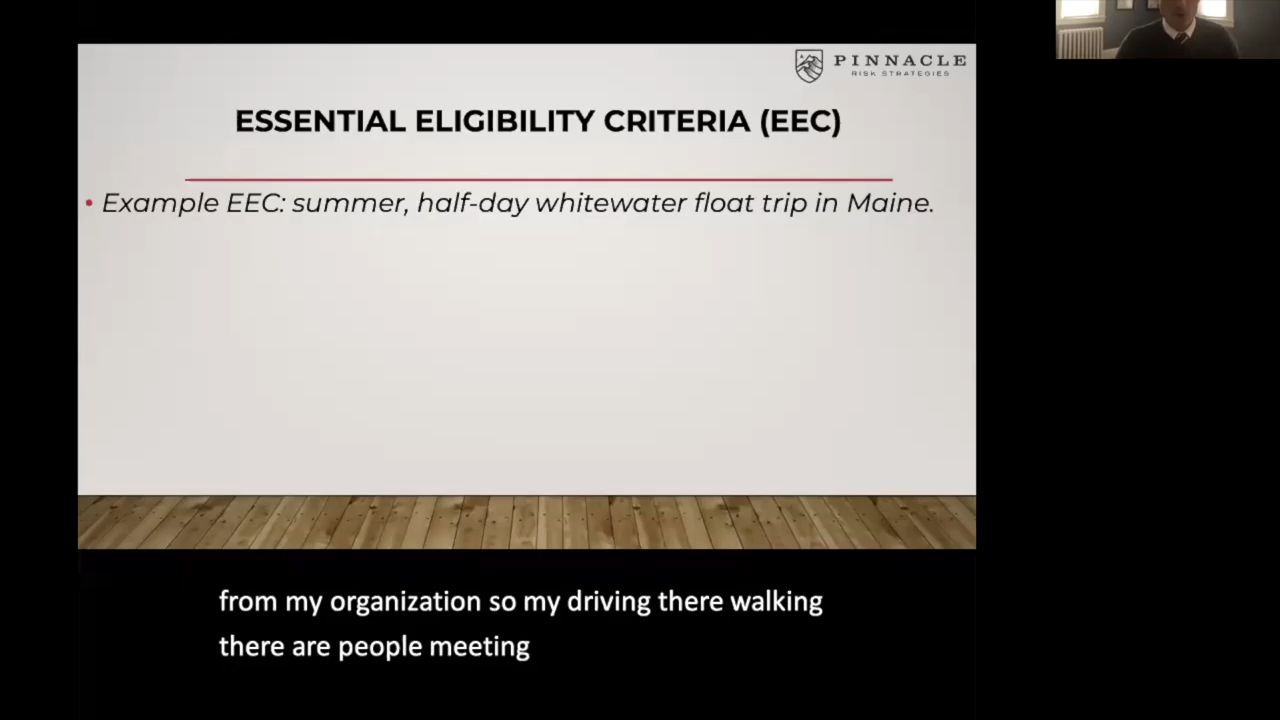 PINNACLE
RISK STRATEGIES
ESSENTIAL ELIGIBILITY CRITERIA (EEC)
• Example EEC: summer, half-day whitewater float trip in Maine.
from my organization so my driving there walking
there are people meeting